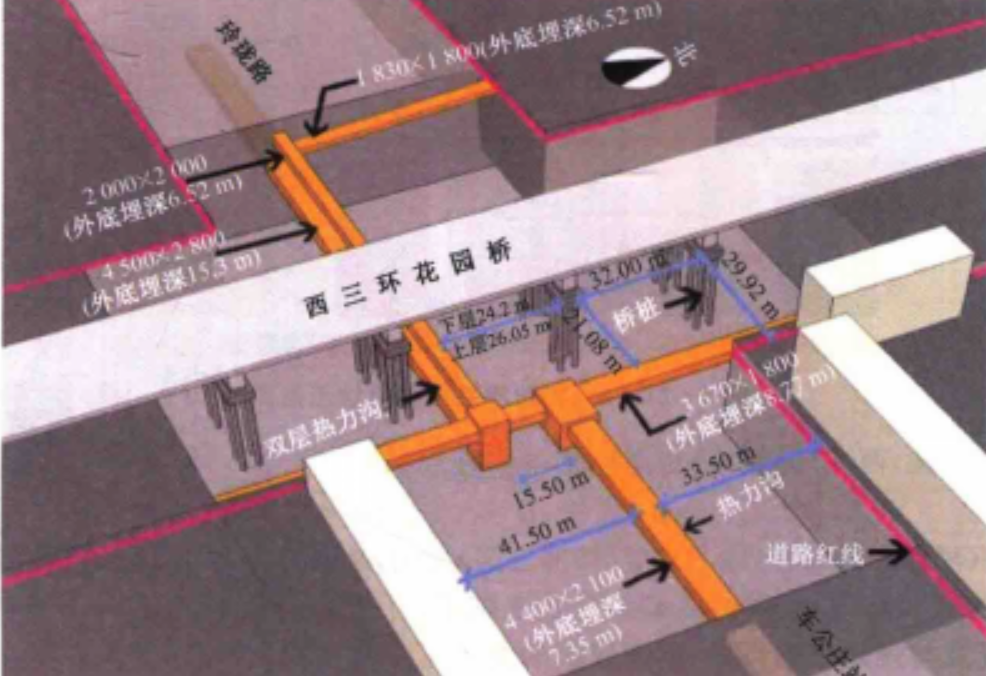 玲珑路
1 830×1 800(外底埋深6.52 m)
北
2 000×2 000
(外底埋深6.52 m)
4 500×2 800
(外底埋深15.3 m)
西三环花园桥
下层24.2 m
上层26.05 m
32.00 m
29.92 m
桥桩
双层热力沟
3 670×1 800
(外底埋深8.77 m)
15.50 m
33.50 m
41.50 m
热力沟
道路红线
4 400×2 100
(外底埋深
7.35 m)
车公庄